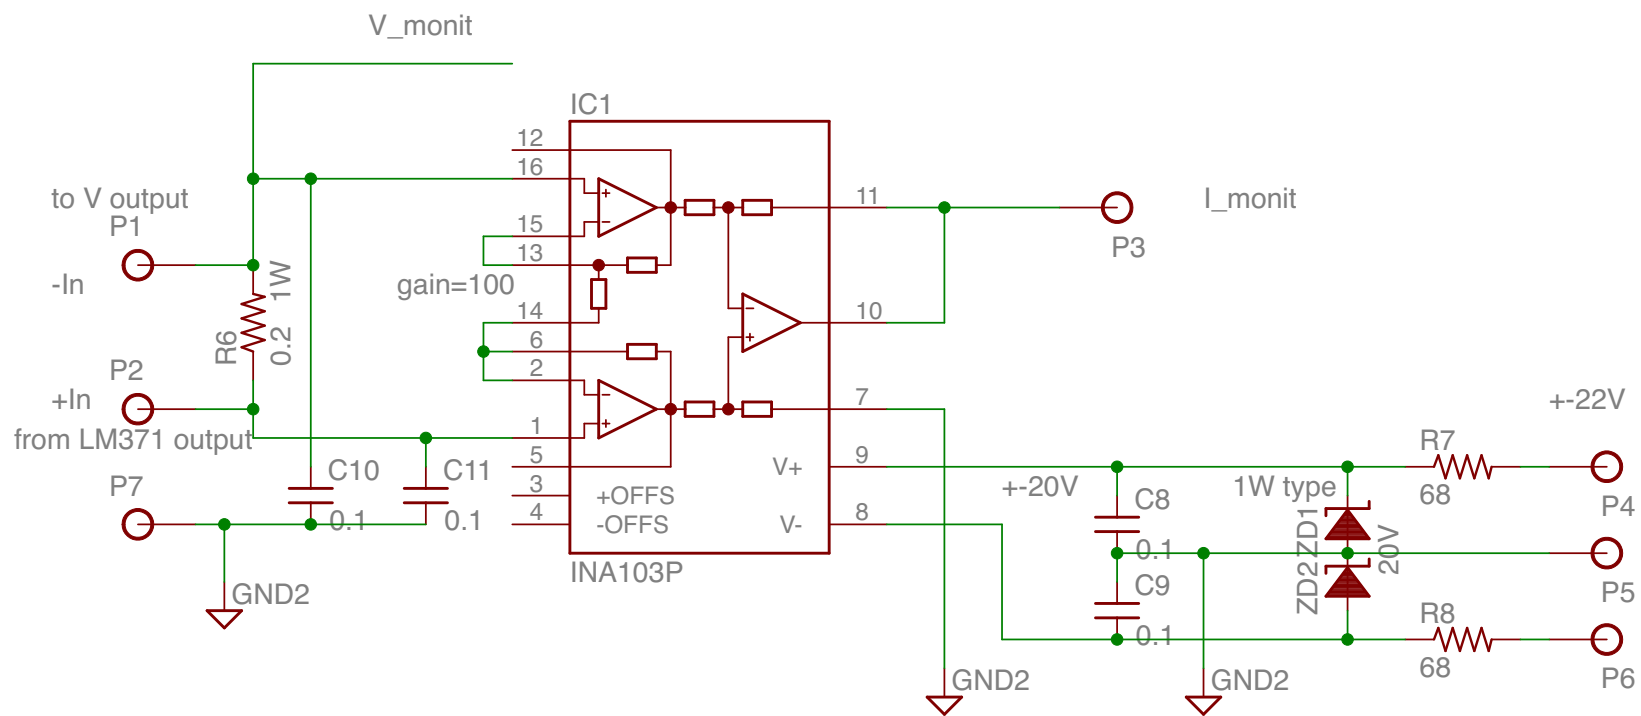 V_monit
IC1
12
16
to V output
P1
15
11
I_monit
13
P3
-In
1W
gain=100
14
10
R6
0.2
6
P2
2
7
+In
+-22V
from LM371 output
1
R7
C10
C11
5
V+
9
P7
+-20V
1W type
68
3
+OFFS
C8
P4
0.1
0.1
4
-OFFS
V-
8
ZD1
20V
0.1
INA103P
C9
ZD2
GND2
P5
R8
0.1
68
GND2
GND2
P6